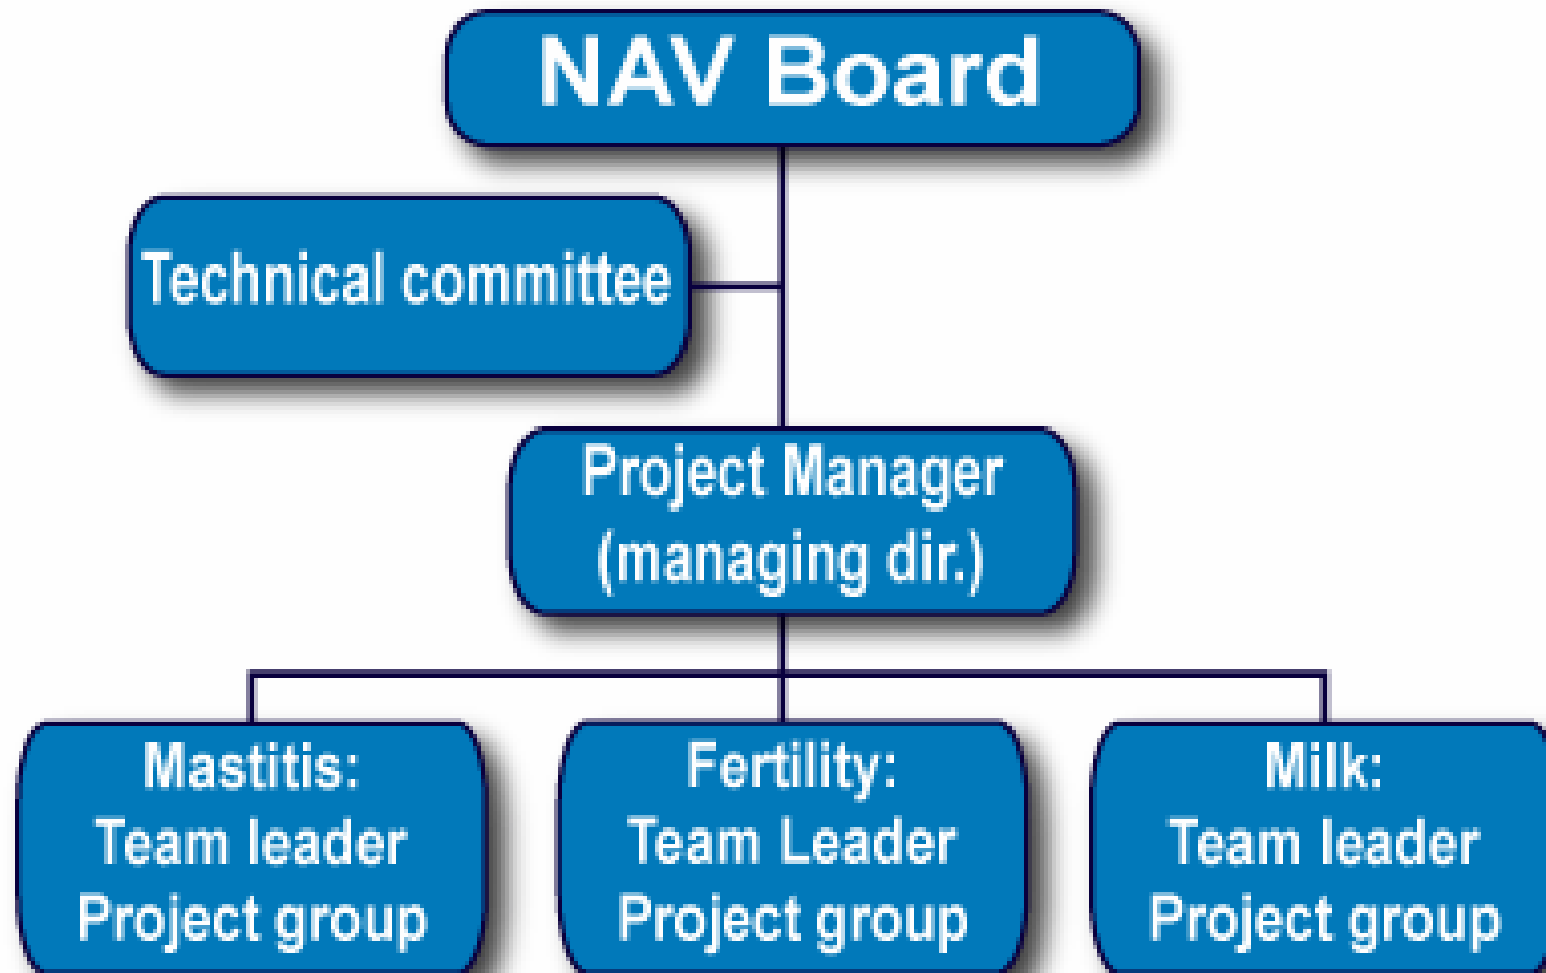 NAV Board
Technical committee
Project Manager
(managing dir.)
Mastitis:
Team leader
Project group
Fertility:
Team Leader
Project group
Milk:
Team leader
Project group